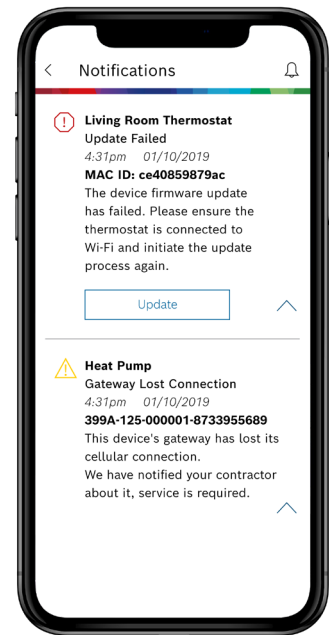 Notifications
Living Room Thermostat
Update Failed
4:31pm 01/10/2019
MAC ID: ce40859879ac
The device firmware update
has failed. Please ensure the
thermostat is connected to
Wi-Fi and initiate the update
process again.
Update
Heat Pump
Gateway Lost Connection
4:31pm 01/10/2019
399A-125-000001-8733955689
This device's gateway has lost its
cellular connection.
We have notified your contractor
about it, service is required.